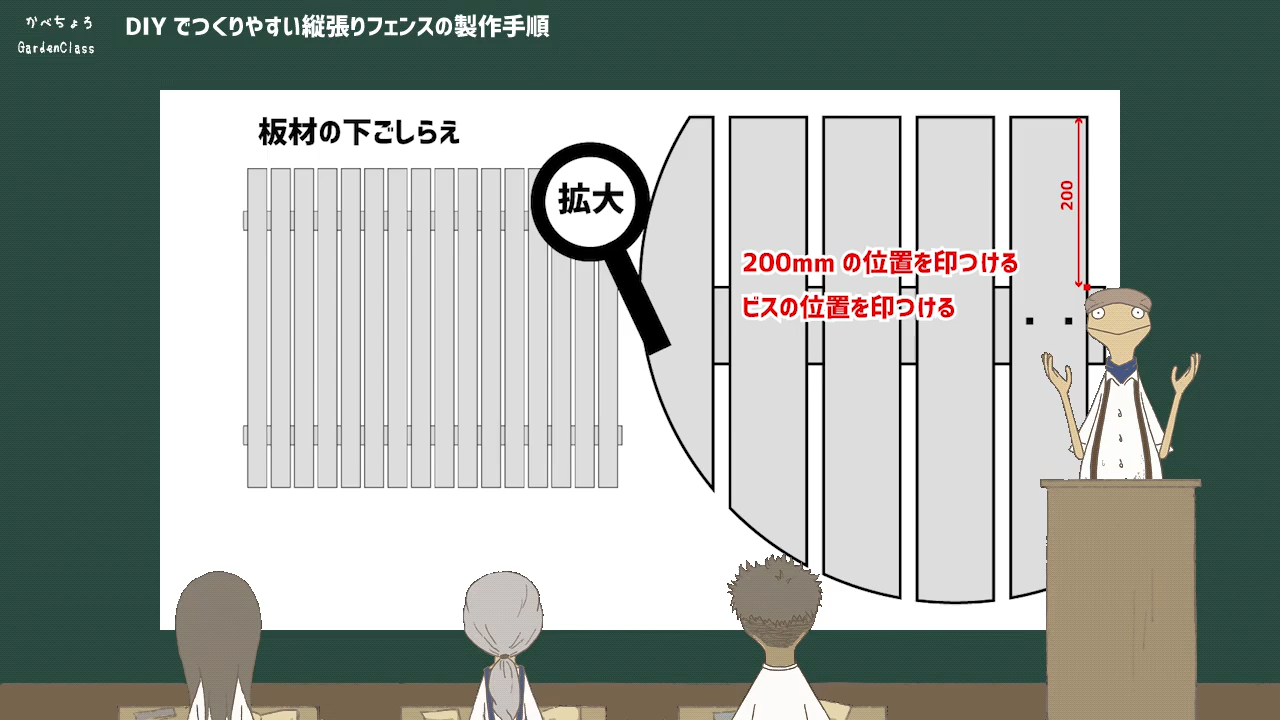 かべちょろ
GardenClass
DIY でつくりやすい縦張りフェンスの製作手順
板材の下ごしらえ
拡大
200
200mm の位置を印つける
ビスの位置を印つける